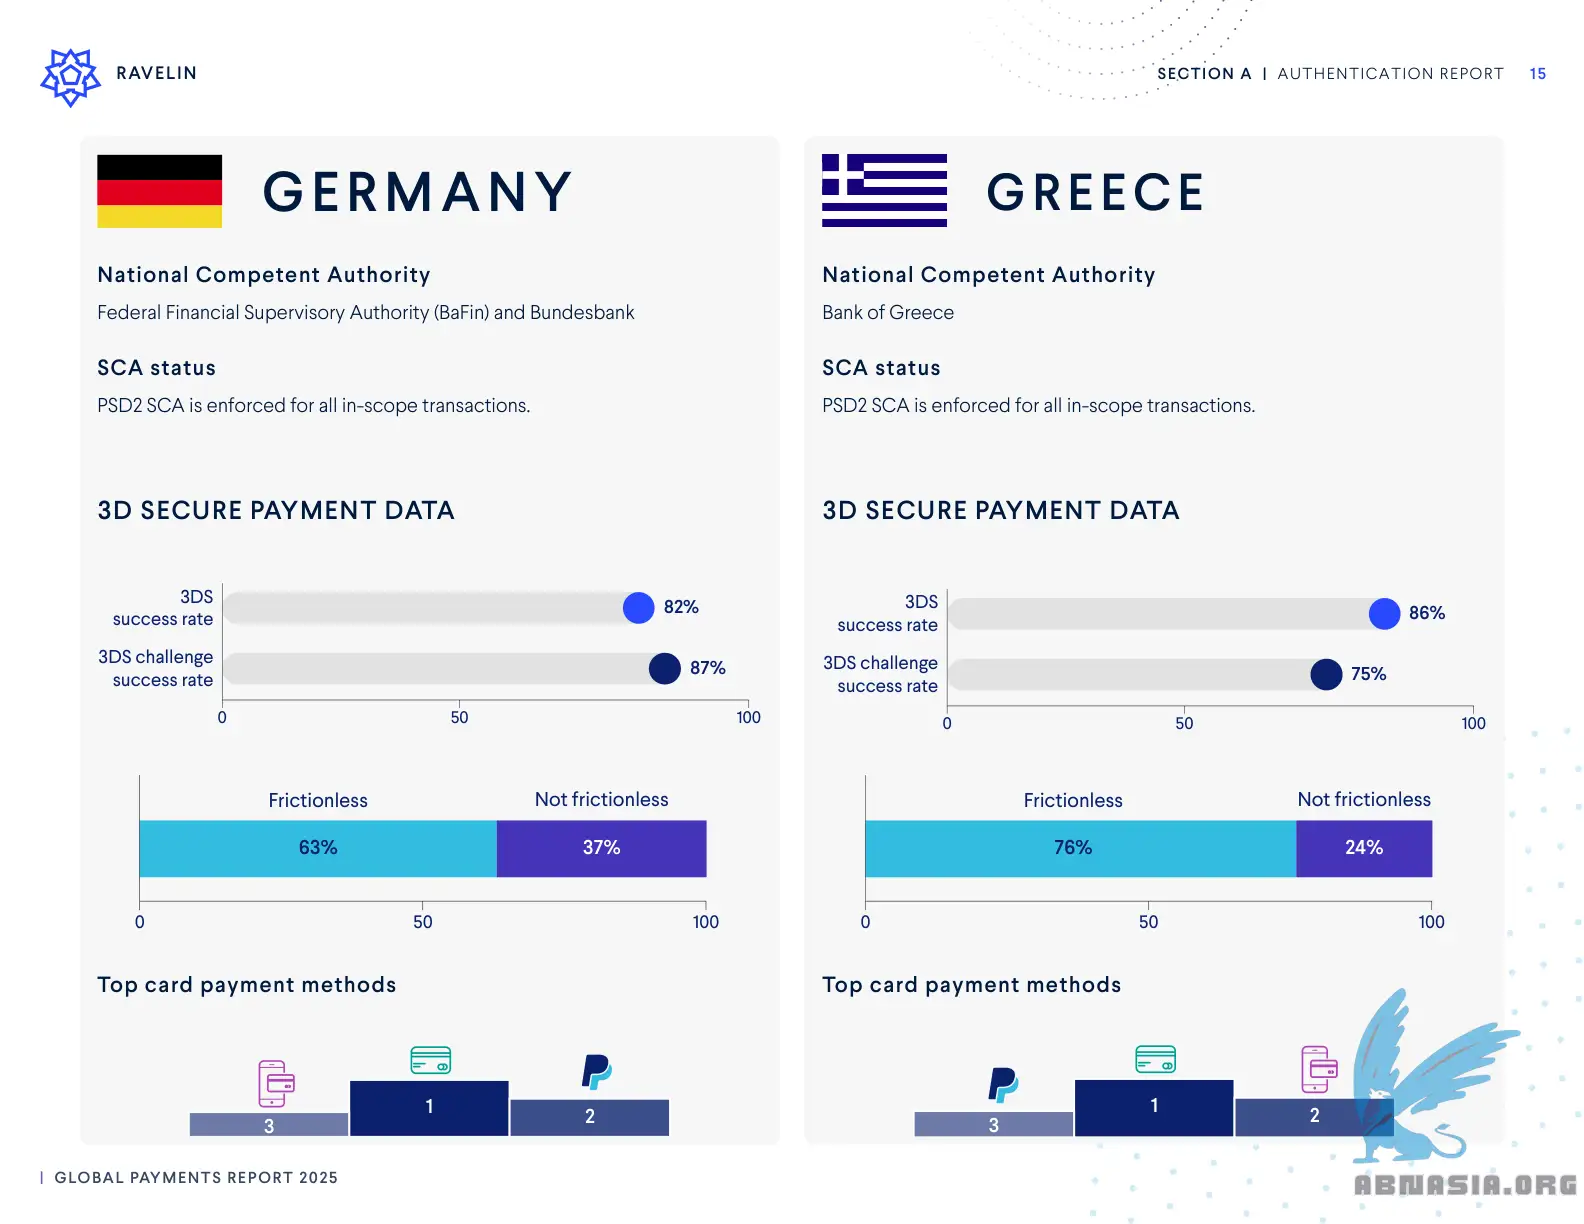 RAVELIN
SECTION A | AUTHENTICATION REPORT 15
GERMANY
National Competent Authority
Federal Financial Supervisory Authority (BaFin) and Bundesbank
SCA status
PSD2 SCA is enforced for all in-scope transactions.
3D SECURE PAYMENT DATA
3DS
success rate
82%
3DS challenge
success rate
87%
0 50 100
Frictionless Not frictionless
63% 37%
0 50 100
Top card payment methods
3 1 2
GREECE
National Competent Authority
Bank of Greece
SCA status
PSD2 SCA is enforced for all in-scope transactions.
3D SECURE PAYMENT DATA
3DS
success rate
86%
3DS challenge
success rate
75%
0 50 100
Frictionless Not frictionless
76% 24%
0 50 100
Top card payment methods
3 1 2
| GLOBAL PAYMENTS REPORT 2025
ABNASIA.ORG